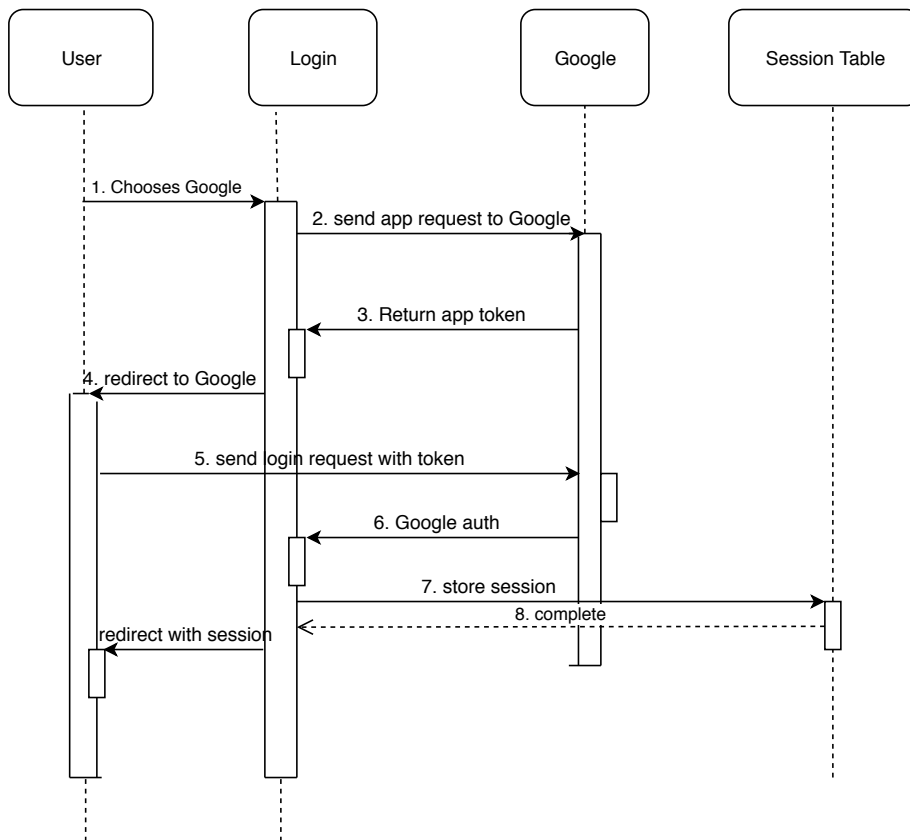 User
Login
Google
Session Table
1. Chooses Google
2. send app request to Google
3. Return app token
4. redirect to Google
5. send login request with token
6. Google auth
7. store session
8. complete
redirect with session